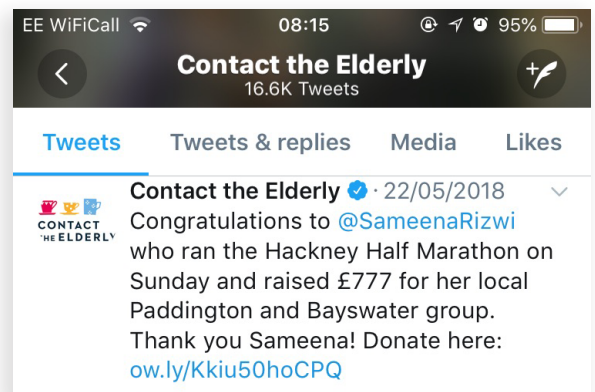 EE WiFiCall 08:15 95%
Contact the Elderly
16.6K Tweets
Tweets Tweets & replies Media Likes
Contact the Elderly · 22/05/2018
CONTACT
THE ELDERLY
Congratulations to @SameenaRizwi
who ran the Hackney Half Marathon on
Sunday and raised £777 for her local
Paddington and Bayswater group.
Thank you Sameena! Donate here:
ow.ly/Kkiu50hoCPQ